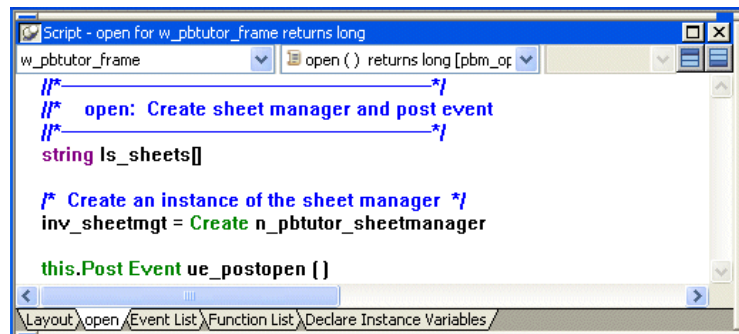 Script - open for w_pbtutor_frame returns long
w_pbtutor_frame
open ( ) returns long [pbm_op
//*————————————————————*/
//* open: Create sheet manager and post event
//*————————————————————*/
string ls_sheets[]
/* Create an instance of the sheet manager */
inv_sheetmgt = Create n_pbtutor_sheetmanager
this.Post Event ue_postopen ( )
Layout open Event List Function List Declare Instance Variables